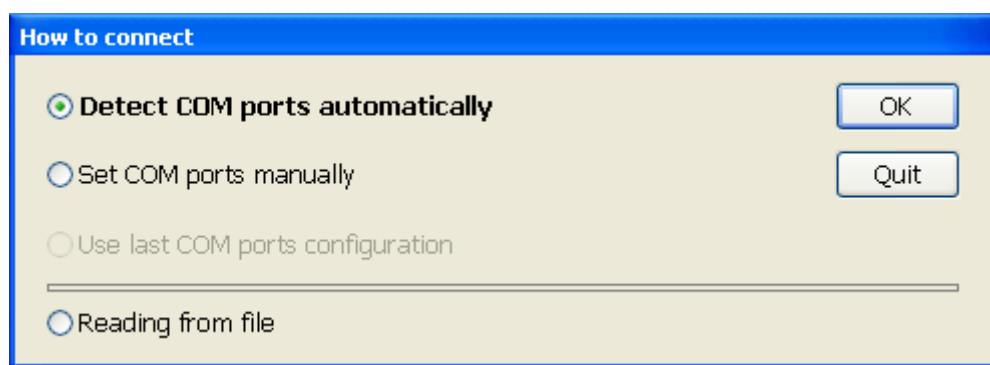 How to connect
Detect COM ports automatically
OK
Set COM ports manually
Quit
Use last COM ports configuration
Reading from file